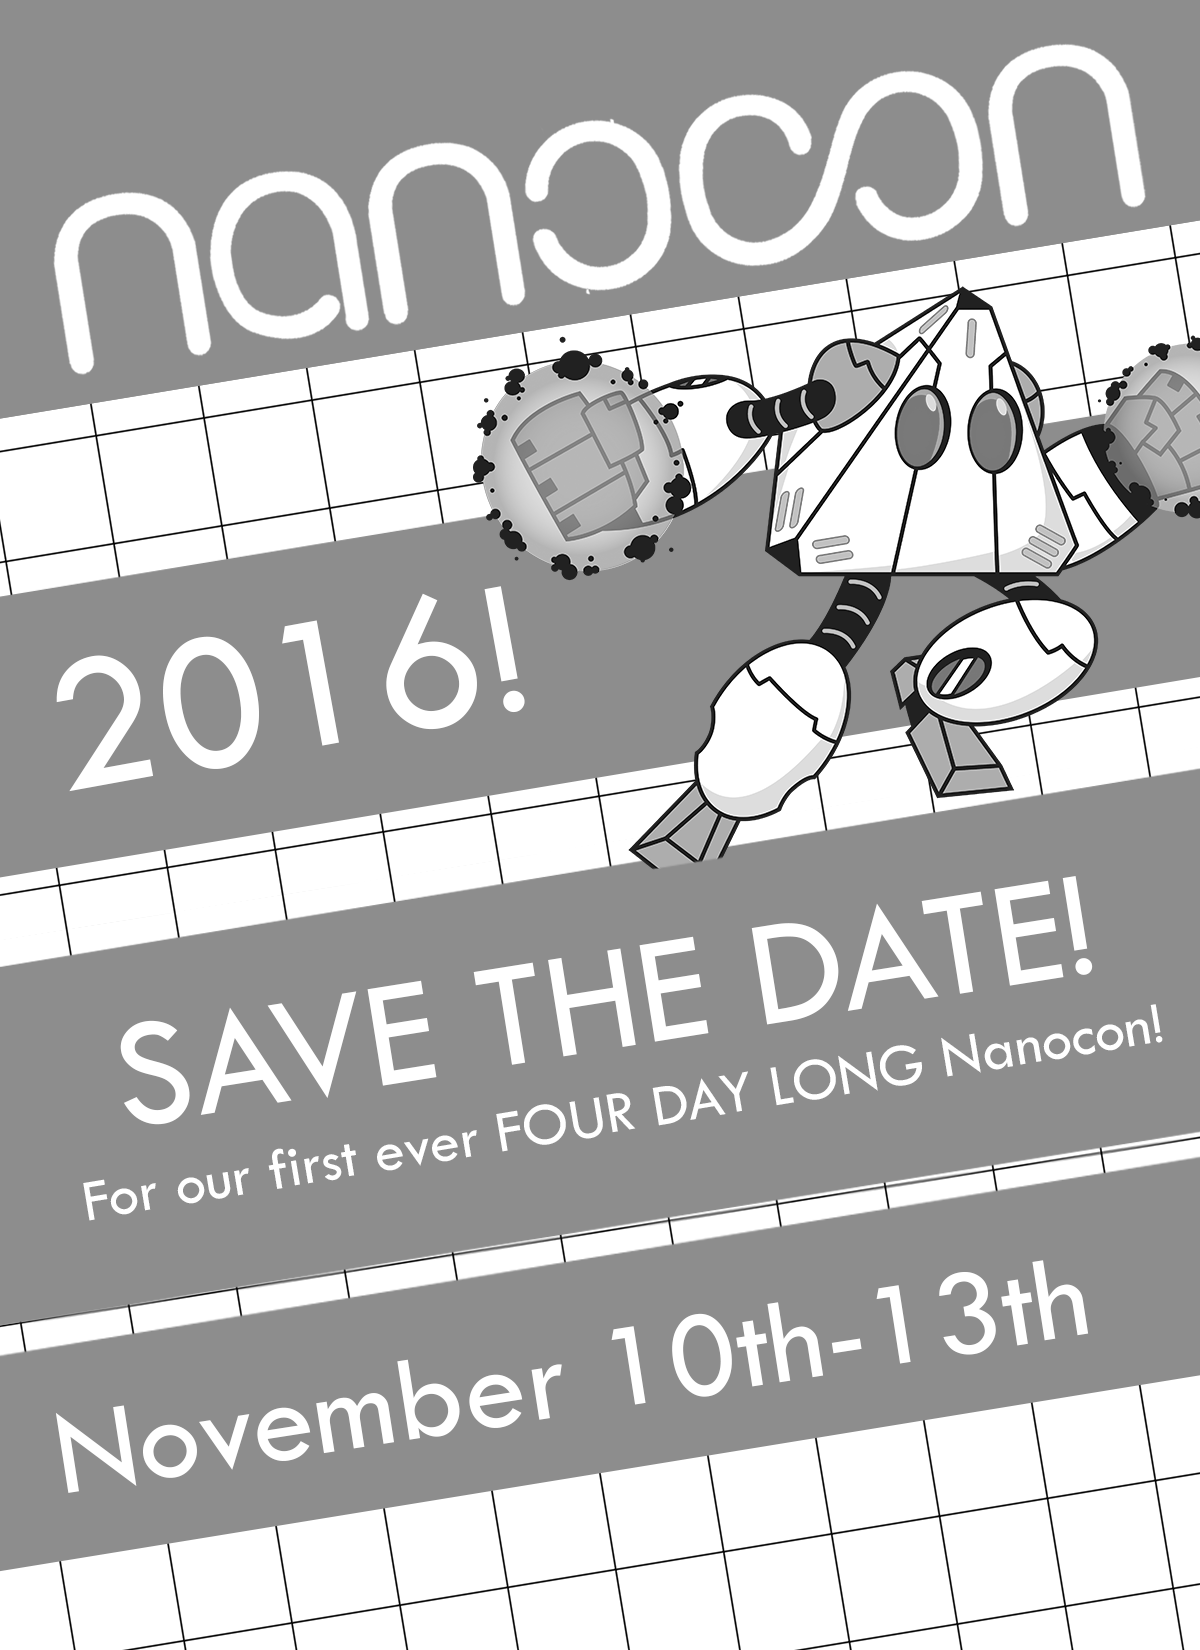 nanocon
2016!
SAVE THE DATE!
For our first ever FOUR DAY LONG Nanocon!
November 10th-13th